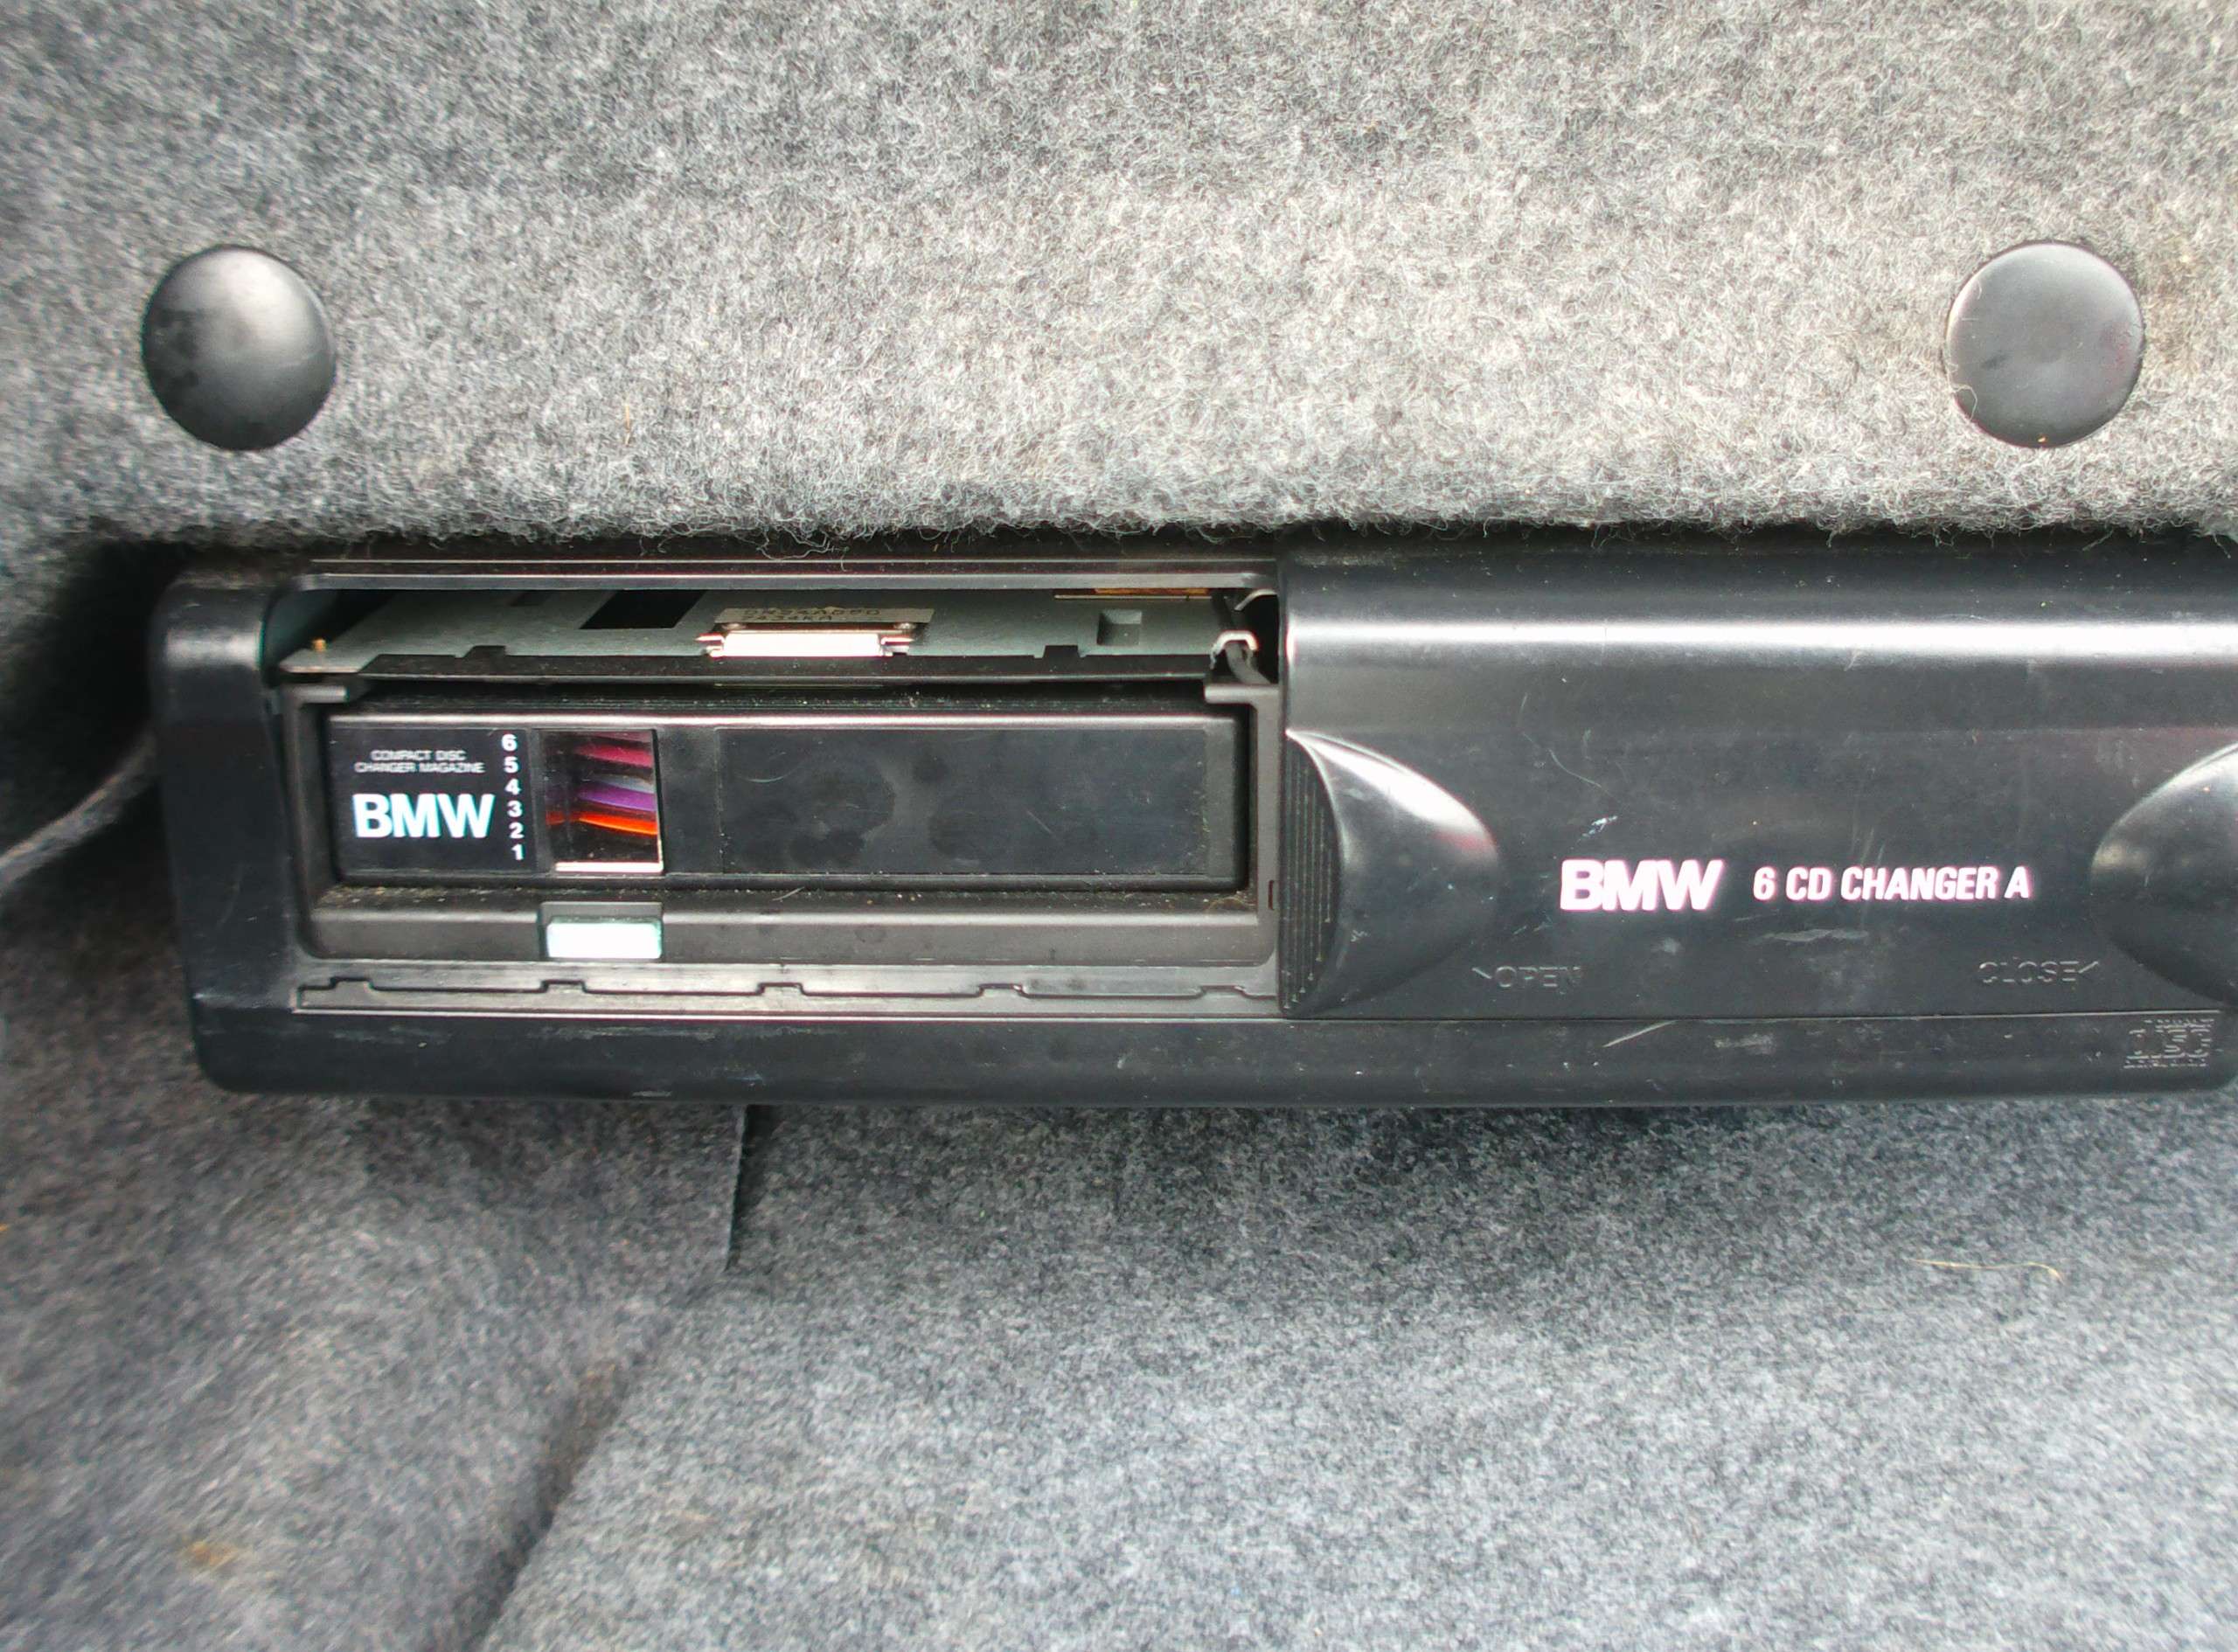 COMPACT DISC
CHANGER MAGAZINE
BMW
6
5
4
3
2
1
BMW 6 CD CHANGER A
OPEN
CLOSE